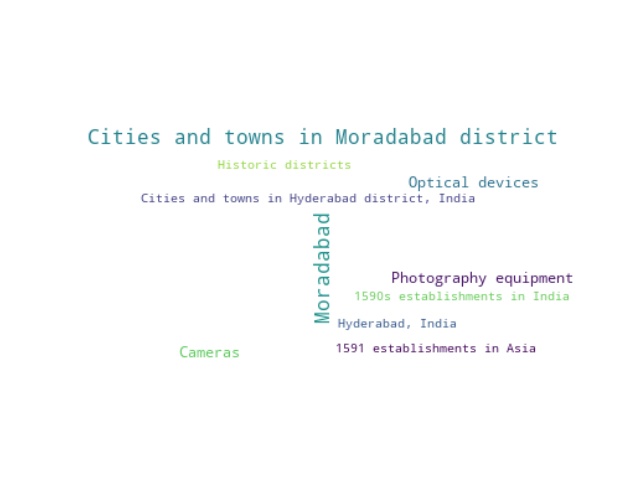 Cities and towns in Moradabad district
Historic districts
Optical devices
Cities and towns in Hyderabad district, India
Moradabad
Photography equipment
1590s establishments in India
Hyderabad, India
1591 establishments in Asia
Cameras